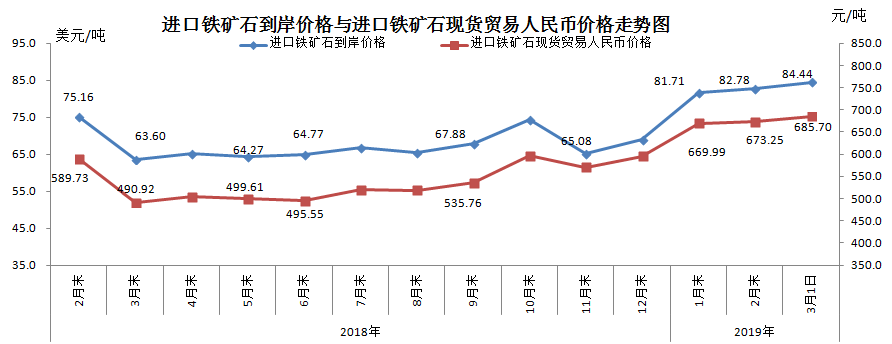 进口铁矿石到岸价格与进口铁矿石现货贸易人民币价格走势图
美元/吨
元/吨
进口铁矿石到岸价格
进口铁矿石现货贸易人民币价格
95.0
85.0
75.0
65.0
55.0
45.0
35.0
850.0
800.0
750.0
700.0
650.0
600.0
550.0
500.0
450.0
400.0
350.0
75.16
63.60
64.27
64.77
67.88
65.08
81.71
82.78
84.44
589.73
490.92
499.61
495.55
535.76
669.99
673.25
685.70
2月末
3月末
4月末
5月末
6月末
7月末
8月末
9月末
10月末
11月末
12月末
1月末
2月末
3月1日
2018年
2019年